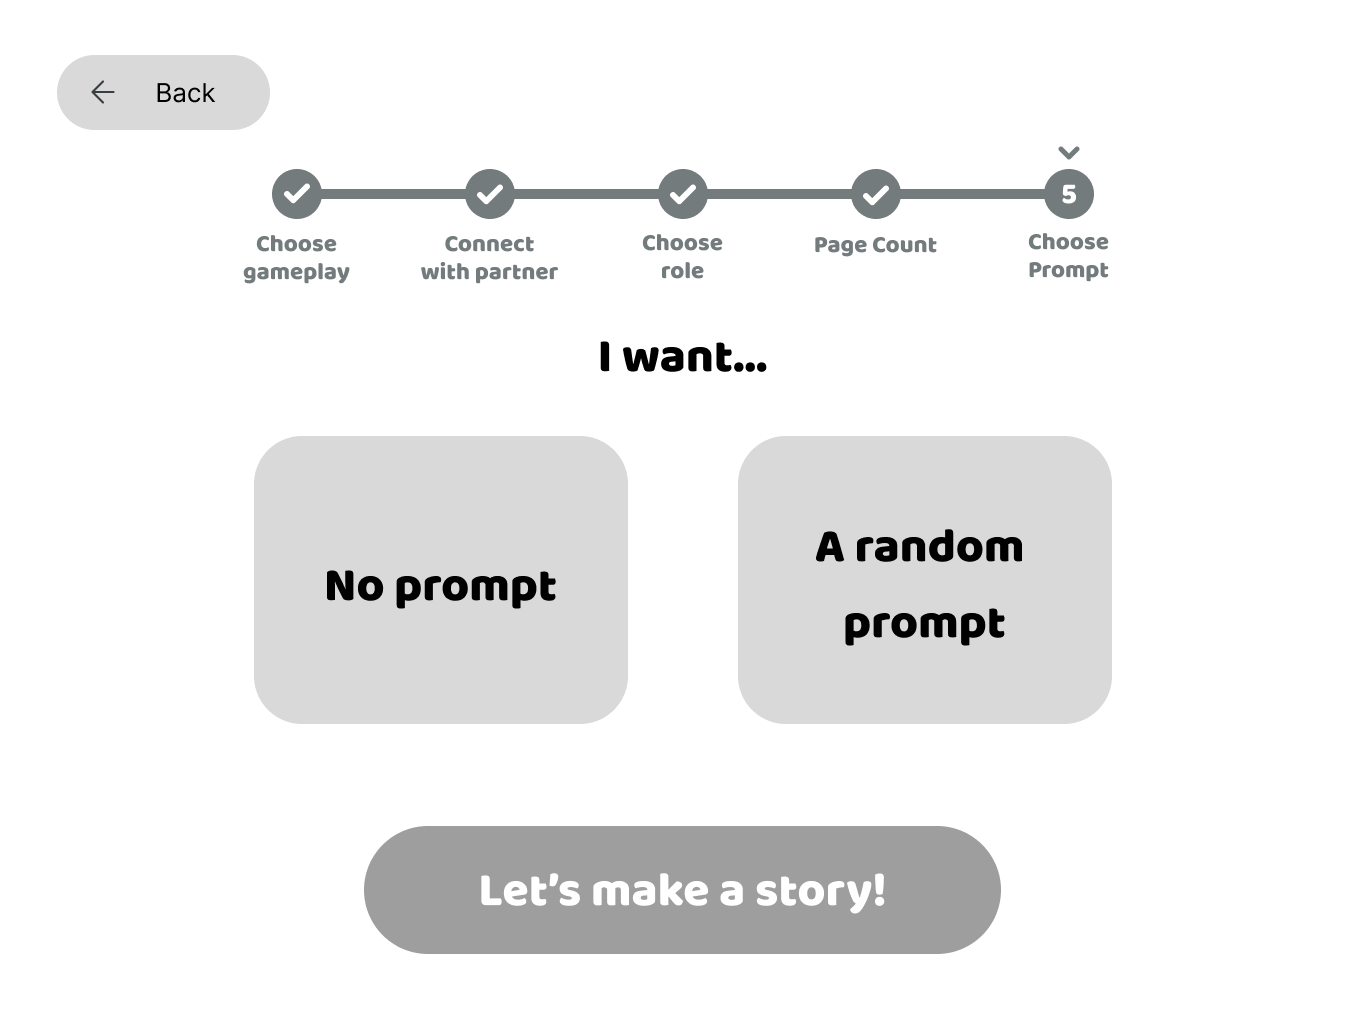 Back
5
Choose
gameplay
Connect
with partner
Choose
role
Page Count
Choose
Prompt
I want...
No prompt
A random
prompt
Let's make a story!